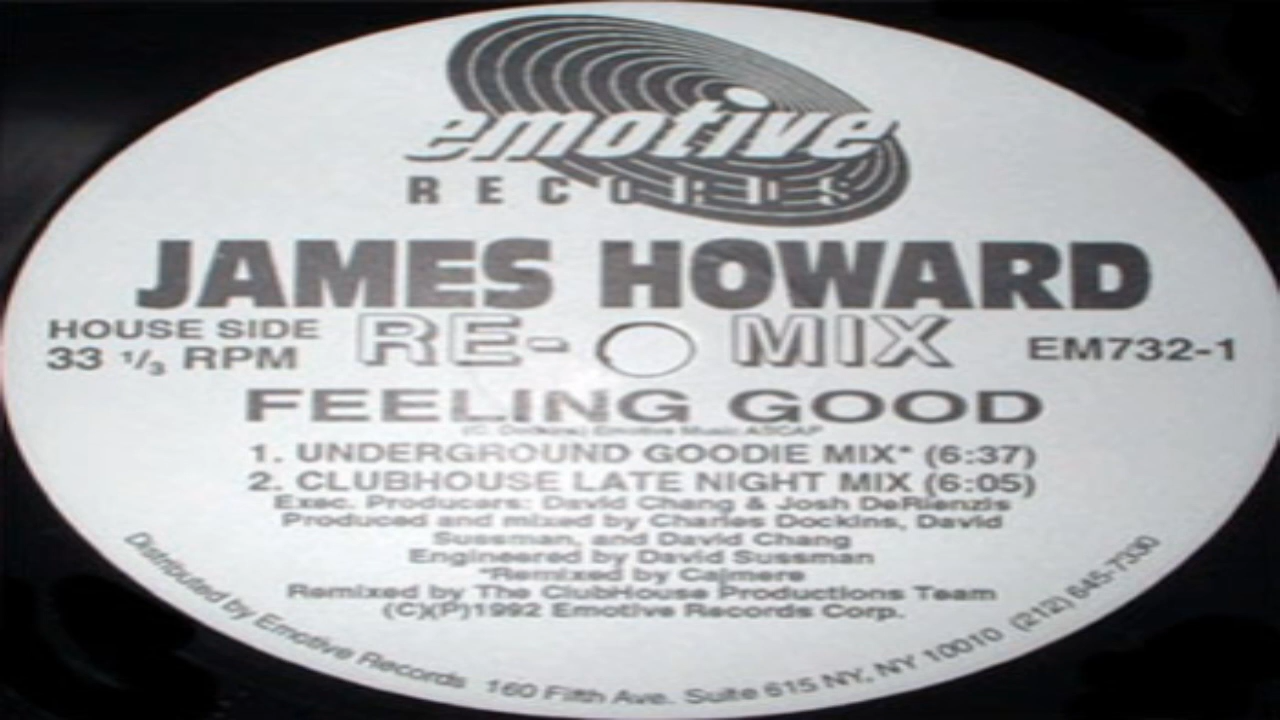 emotive
RECORDS
JAMES HOWARD
HOUSE SIDE
33 1/3 RPM
RE-MIX
EM732-1
FEELING GOOD
(C. Dockins) Emotive Music ASCAP
1. UNDERGROUND GOODIE MIX* (6:37)
2. CLUBHOUSE LATE NIGHT MIX (6:05)
Exec. Producers: David Chang & Josh DeRienzis
Produced and mixed by Charles Dockins, David
Sussman, and David Chang
Engineered by David Sussman
*Remixed by Cajmere
Remixed by The ClubHouse Productions Team
(C)(P)1992 Emotive Records Corp.
Distributed by Emotive Records 160 Fifth Ave. Suite 615 NY, NY 10010 (212) 645-7330